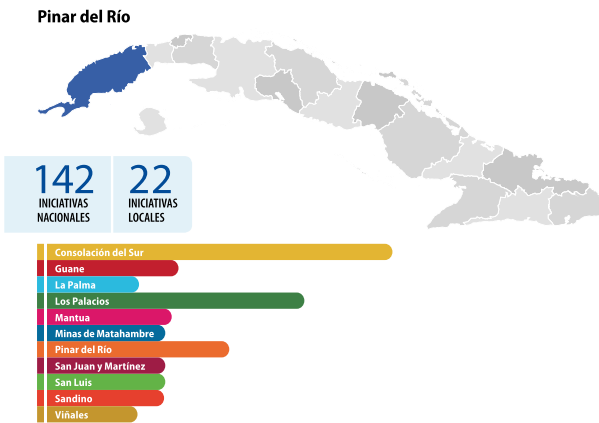 Pinar del Río
142
INICIATIVAS
NACIONALES
22
INICIATIVAS
LOCALES
Consolación del Sur
Guane
La Palma
Los Palacios
Mantua
Minas de Matahambre
Pinar del Río
San Juan y Martínez
San Luis
Sandino
Viñales